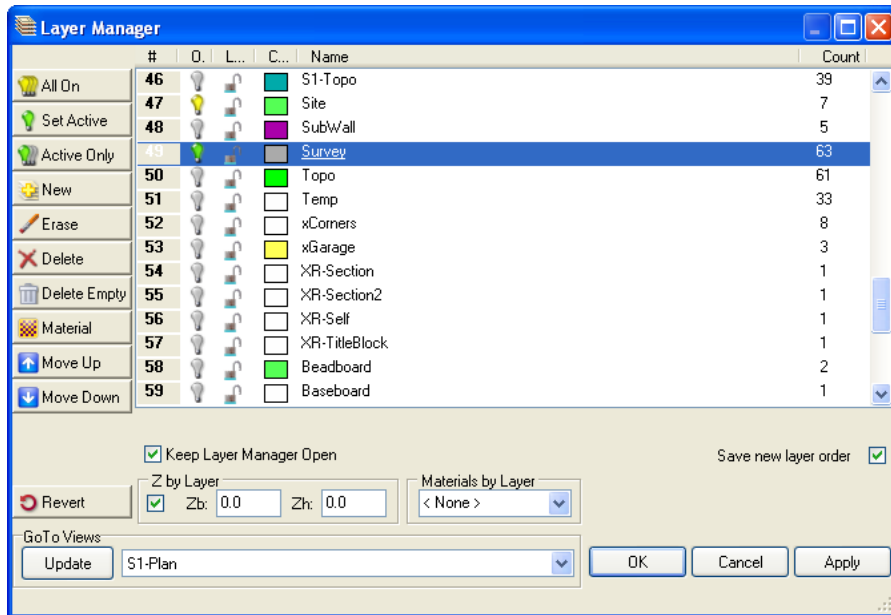 Layer Manager
# O. L... C... Name Count
46 S1-Topo 39
47 Site 7
48 SubWall 5
49 Survey 63
50 Topo 61
51 Temp 33
52 xCorners 8
53 xGarage 3
54 XR-Section 1
55 XR-Section2 1
56 XR-Self 1
57 XR-TitleBlock 1
58 Beadboard 2
59 Baseboard 1
All On
Set Active
Active Only
New
Erase
Delete
Delete Empty
Material
Move Up
Move Down
Keep Layer Manager Open Save new layer order
Z by Layer Materials by Layer
Revert Zb: 0.0 Zh: 0.0 < None >
GoTo Views
Update S1-Plan OK Cancel Apply